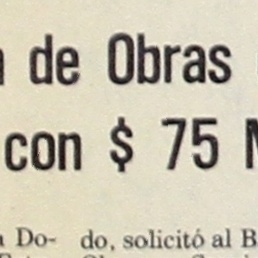 de Obras
con $ 75
Do- do, solicitó al B